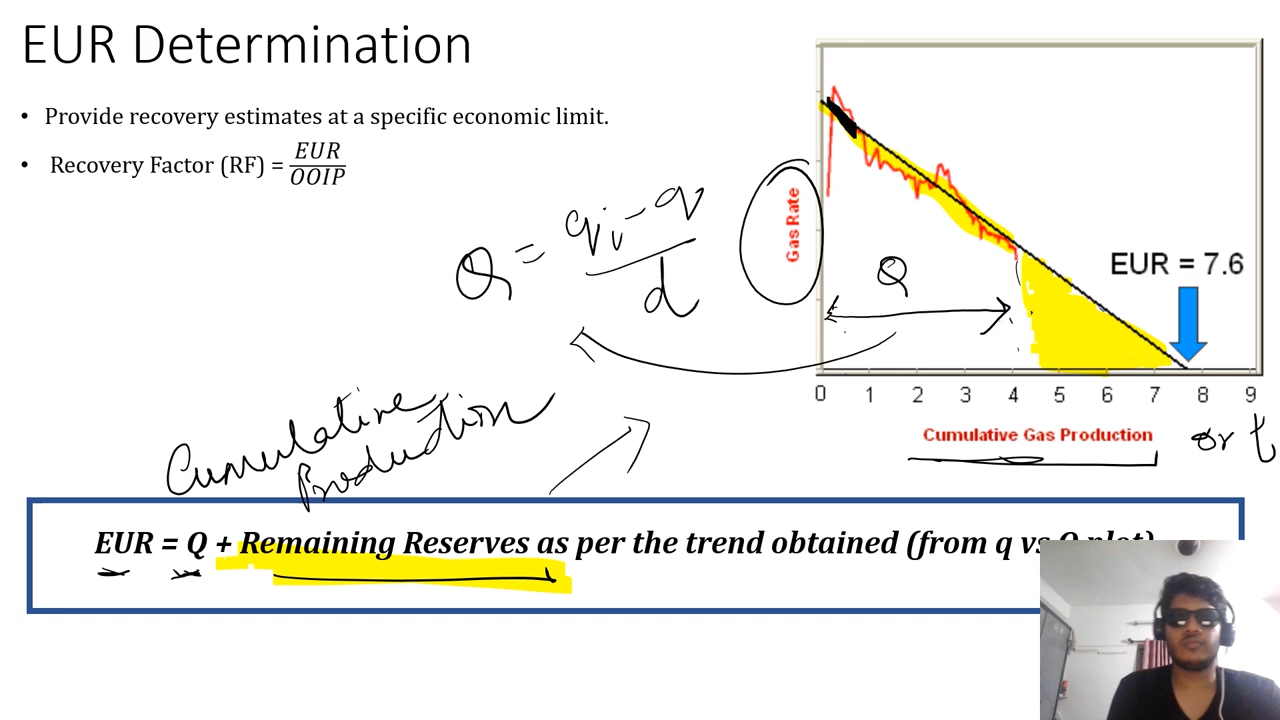 EUR Determination
• Provide recovery estimates at a specific economic limit.
• Recovery Factor (RF) = EUR/OOIP
Q = qi - q / d
Gas Rate
Q
EUR = 7.6
0 1 2 3 4 5 6 7 8 9
Cumulative Gas Production or t
Cumulative
Production
EUR = Q + Remaining Reserves as per the trend obtained (from q vs Q plot)